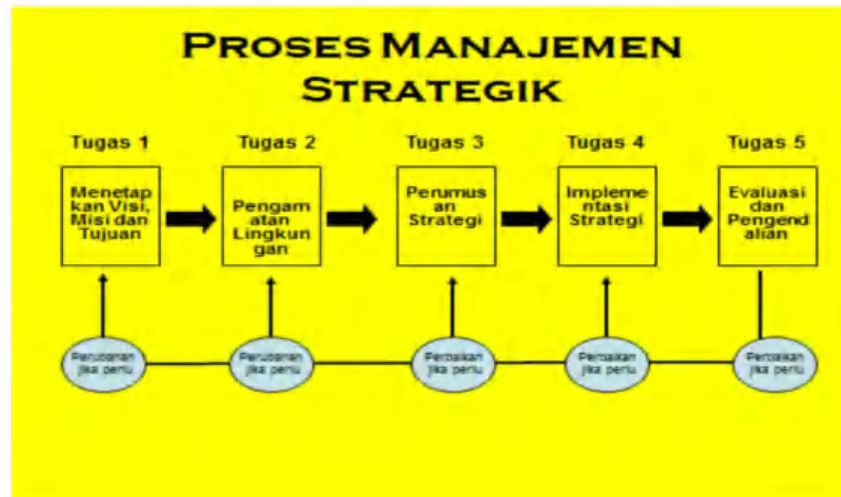 PROSES MANAJEMEN
STRATEGIK
Tugas 1
Tugas 2
Tugas 3
Tugas 4
Tugas 5
Menetap
kan Visi,
Misi dan
Tujuan
Pengam
atan
Lingkun
gan
Perumus
an
Strategi
Impleme
ntasi
Strategi
Evaluasi
dan
Pengend
alian
Perubahan
jika perlu
Perubahan
jika perlu
Perbaikan
jika perlu
Perbaikan
jika perlu
Perbaikan
jika perlu